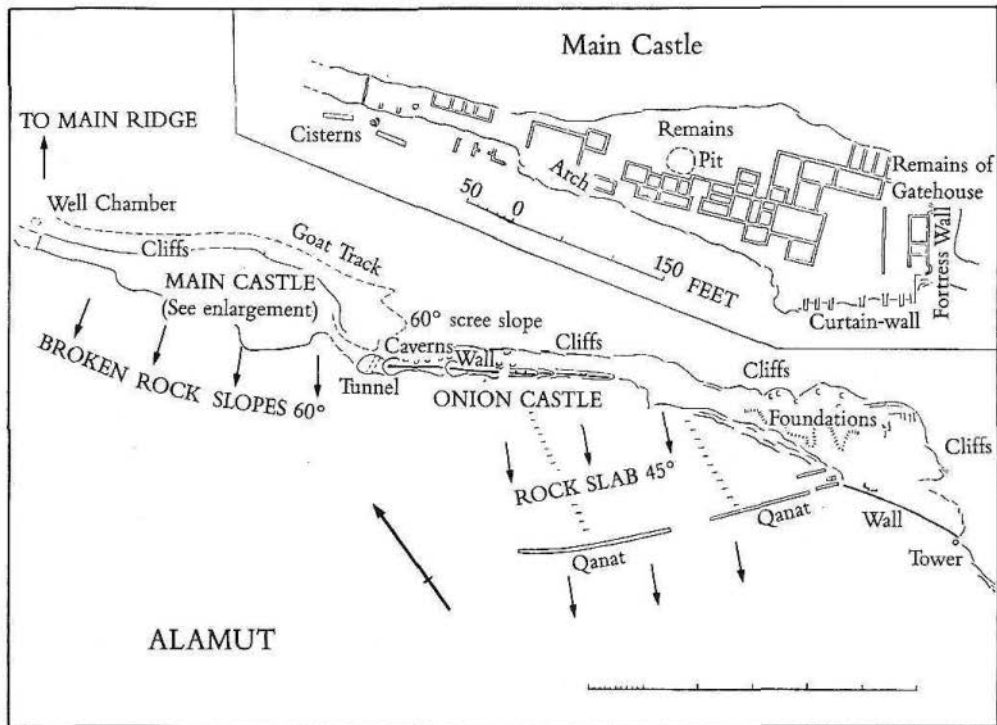 Main Castle
TO MAIN RIDGE
Cisterns
Remains
Pit
Remains of
Gatehouse
Arch
50
0
150
FEET
Fortress Wall
Curtain-wall
Well Chamber
Cliffs
Goat Track
MAIN CASTLE
(See enlargement)
60° scree slope
Caverns
Wall
Cliffs
Cliffs
BROKEN ROCK SLOPES 60°
Tunnel
ONION CASTLE
Foundations
Cliffs
ROCK SLAB 45°
Qanat
Wall
Qanat
Tower
ALAMUT